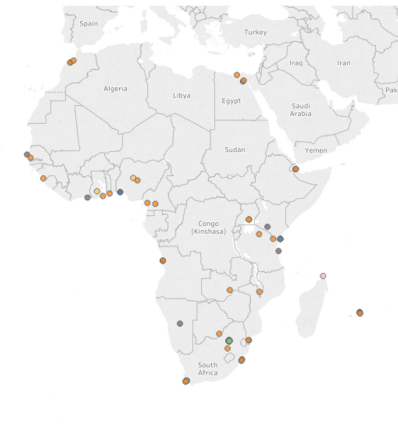 Spain
Turkey
Iraq
Iran
Algeria
Libya
Egypt
Pak
Saudi
Arabia
Sudan
Yemen
Congo
(Kinshasa)
South
Africa